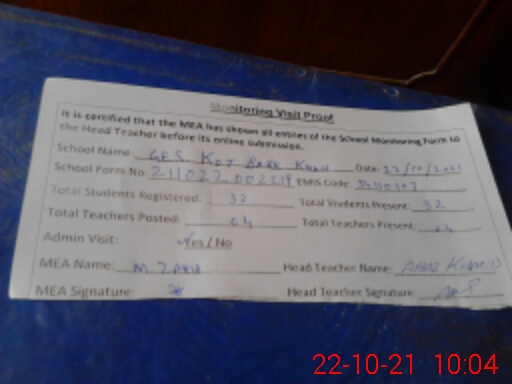 Monitoring Visit Proof
It is certified that the MEA has shown all entries of the School Monitoring Form to
the Head Teacher before its online submission.
School Name: GES. KOT Khan Date: 22/10/2021
School Form No 211022 002219 EMIS Code:
Total Students Registered: 32 Total Students Present: 32
Total Teachers Posted: 04 Total Teachers Present: 04
Admin Visit: Yes/No
MEA Name: M. Head Teacher Name:
MEA Signature: Head Teacher Signature:
22-10-21 10:04